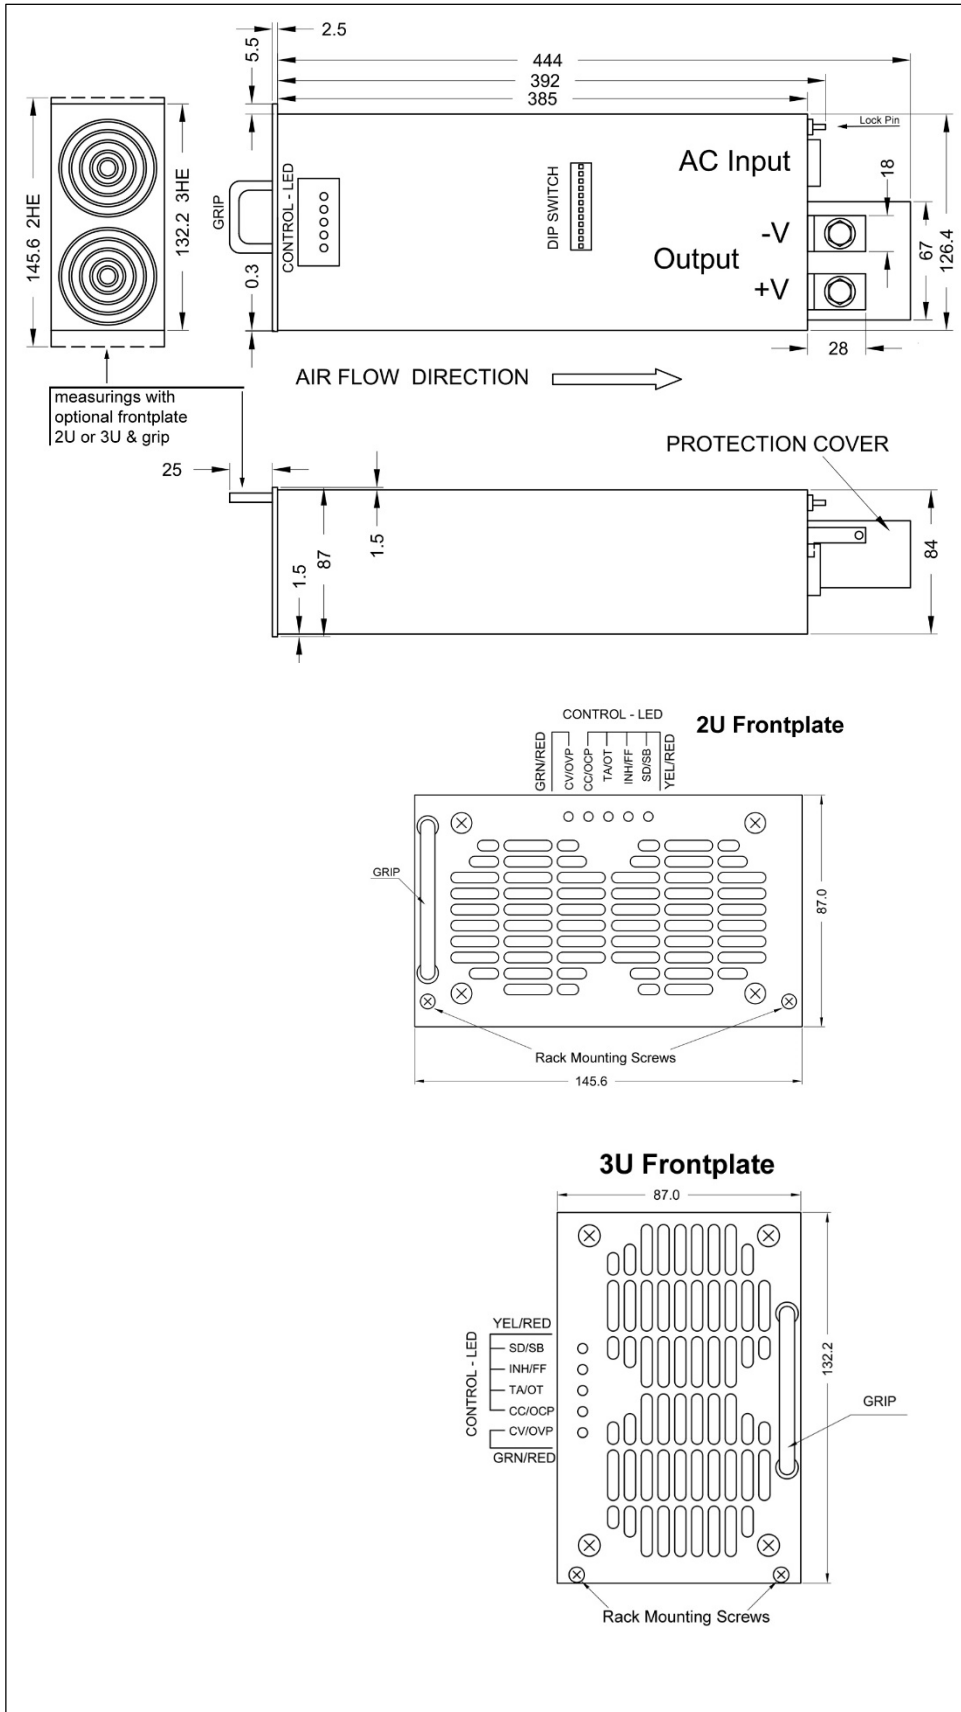 2.5
5.5
444
392
385
Lock Pin
AC Input
18
DIP SWITCH
CONTROL - LED
GRIP
145.6 2HE
132.2 3HE
-V
Output
+V
67
126.4
0.3
28
AIR FLOW DIRECTION
measurings with
optional frontplate
2U or 3U & grip
PROTECTION COVER
25
1.5
87
1.5
84
CONTROL - LED
2U Frontplate
GRN/RED
CV/OVP
CC/OCP
TA/OT
INH/FF
SD/SB
YEL/RED
GRIP
87.0
Rack Mounting Screws
145.6
3U Frontplate
87.0
YEL/RED
CONTROL - LED
SD/SB
INH/FF
TA/OT
CC/OCP
CV/OVP
GRN/RED
132.2
GRIP
Rack Mounting Screws